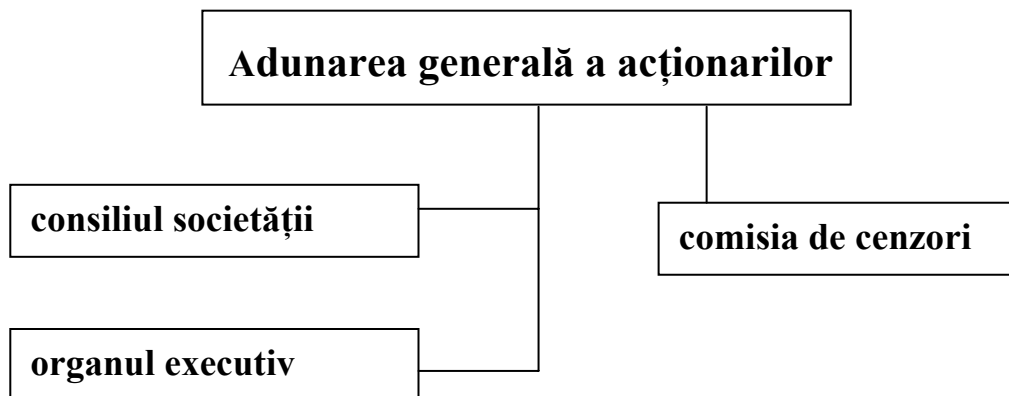 Adunarea generală a acționarilor
consiliul societății
comisia de cenzori
organul executiv